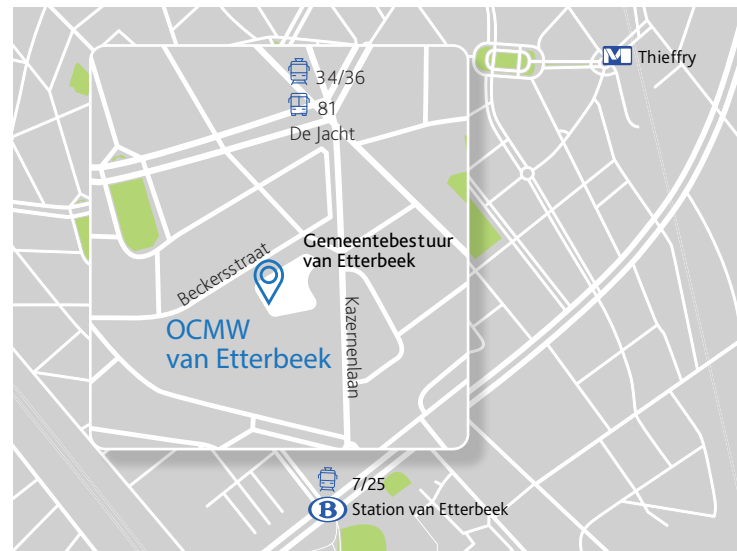 M Thieffry
34/36
81
De Jacht
Gemeentebestuur
van Etterbeek
Beckersstraat
Kazernenlaan
OCMW
van Etterbeek
7/25
B Station van Etterbeek